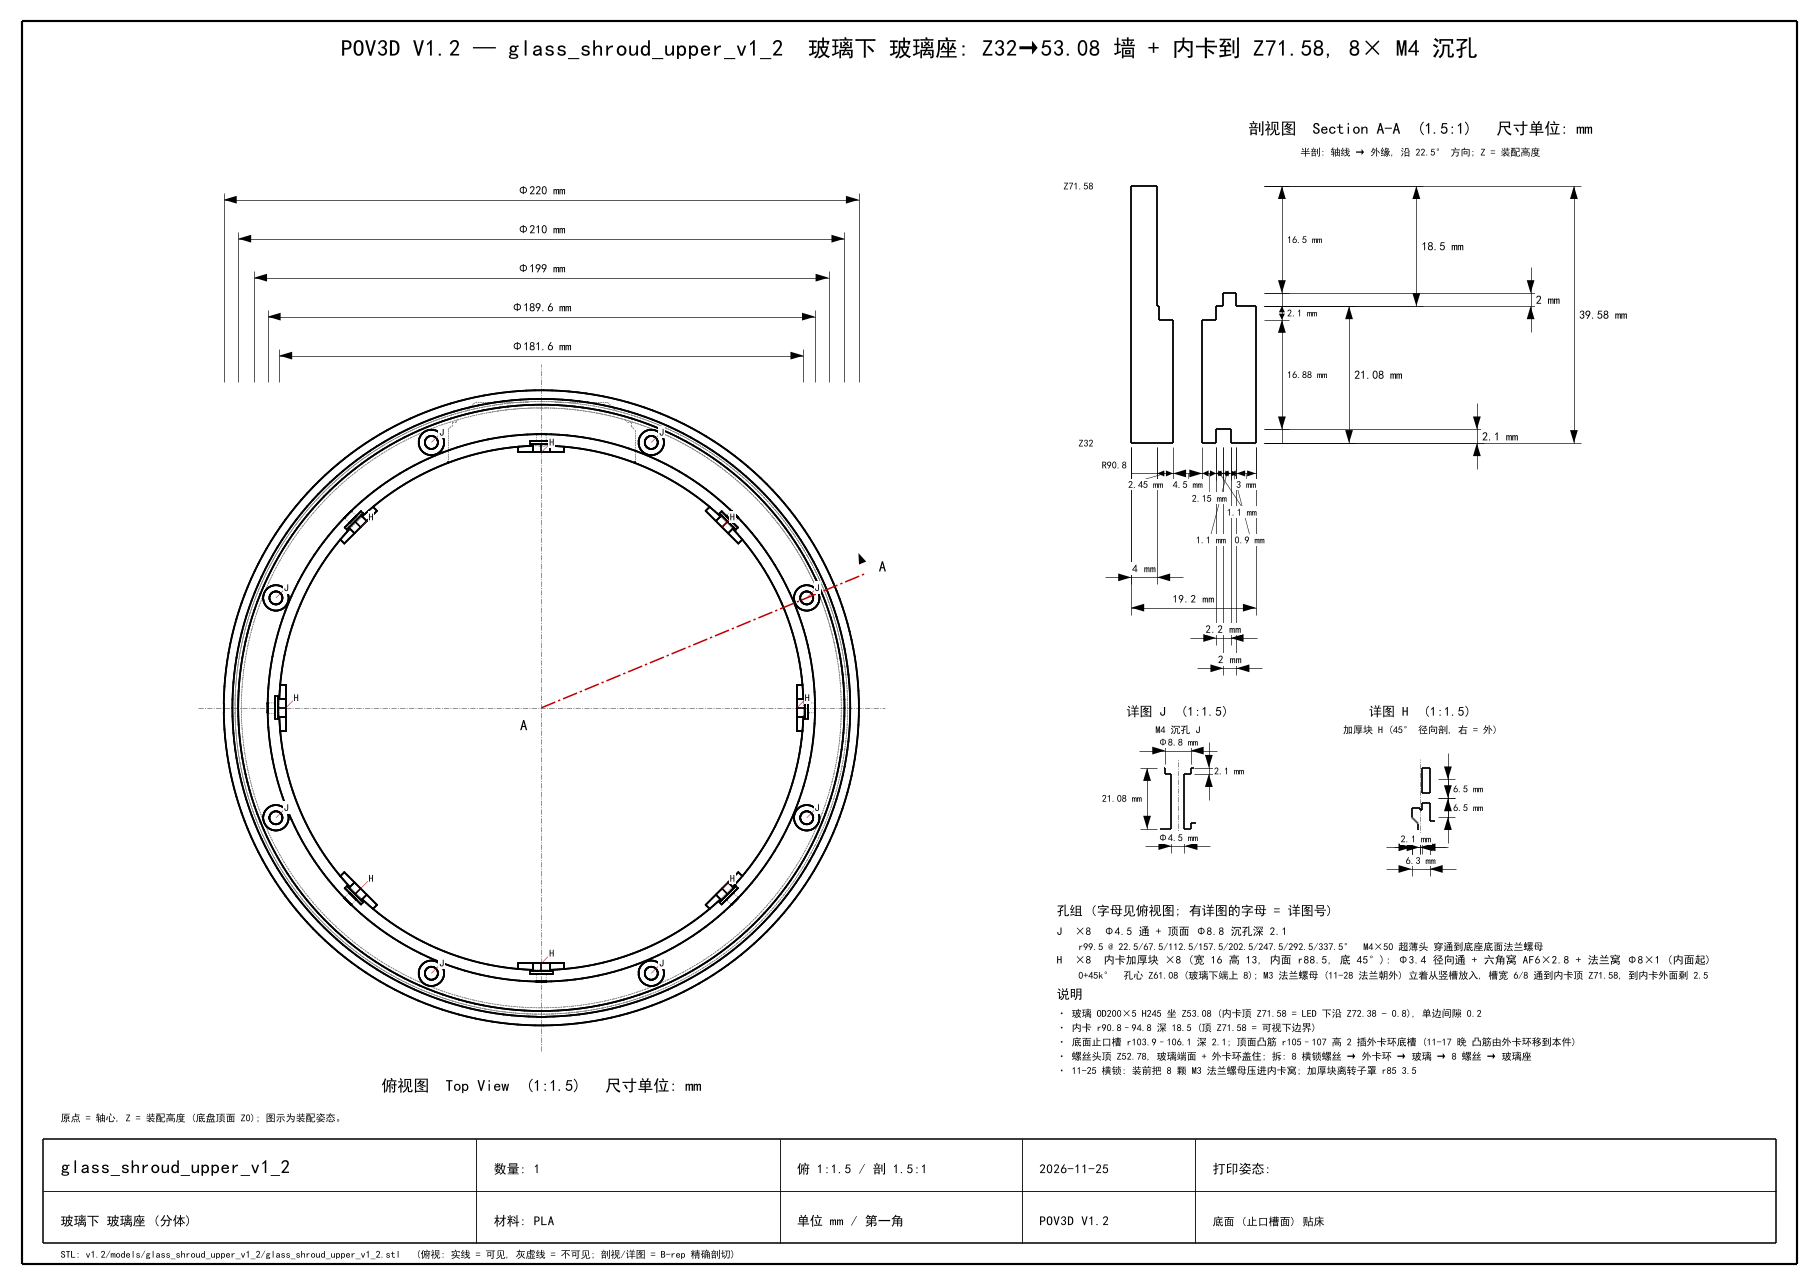 POV3D V1.2 — glass_shroud_upper_v1_2  玻璃下 玻璃座: Z32→53.08 墙 + 内卡到 Z71.58, 8× M4 沉孔
剖视图 Section A-A (1.5:1) 尺寸单位: mm
半剖: 轴线 → 外缘, 沿 22.5° 方向; Z = 装配高度
Φ220 mm
Φ210 mm
Φ199 mm
Φ189.6 mm
Φ181.6 mm
Z71.58
16.5 mm
18.5 mm
2 mm
2.1 mm
39.58 mm
16.88 mm
21.08 mm
2.1 mm
Z32
R90.8
2.45 mm
4.5 mm
3 mm
2.15 mm
1.1 mm
1.1 mm
0.9 mm
4 mm
19.2 mm
2.2 mm
2 mm
J
J
H
H
H
J
J
A
H
H
A
J
J
H
H
H
J
J
详图 J (1:1.5)
M4 沉孔 J
Φ8.8 mm
2.1 mm
21.08 mm
Φ4.5 mm
详图 H (1:1.5)
加厚块 H (45° 径向剖, 右 = 外)
6.5 mm
6.5 mm
2.1 mm
6.3 mm
孔组 (字母见俯视图; 有详图的字母 = 详图号)
J ×8 Φ4.5 通 + 顶面 Φ8.8 沉孔深 2.1
r99.5 @ 22.5/67.5/112.5/157.5/202.5/247.5/292.5/337.5° M4×50 超薄头 穿通到底座底面法兰螺母
H ×8 内卡加厚块 ×8 (宽 16 高 13, 内面 r88.5, 底 45°): Φ3.4 径向通 + 六角窝 AF6×2.8 + 法兰窝 Φ8×1 (内面起)
0+45k° 孔心 Z61.08 (玻璃下端上 8); M3 法兰螺母 (11-28 法兰朝外) 立着从竖槽放入, 槽宽 6/8 通到内卡顶 Z71.58, 到内卡外面剩 2.5
说明
· 玻璃 OD200×5 H245 坐 Z53.08 (内卡顶 Z71.58 = LED 下沿 Z72.38 - 0.8), 单边间隙 0.2
· 内卡 r90.8–94.8 深 18.5 (顶 Z71.58 = 可视下边界)
· 底面止口槽 r103.9–106.1 深 2.1; 顶面凸筋 r105–107 高 2 插外卡环底槽 (11-17 晚 凸筋由外卡环移到本件)
· 螺丝头顶 Z52.78, 玻璃端面 + 外卡环盖住; 拆: 8 横锁螺丝 → 外卡环 → 玻璃 → 8 螺丝 → 玻璃座
· 11-25 横锁: 装前把 8 颗 M3 法兰螺母压进内卡窝; 加厚块离转子罩 r85 3.5
俯视图 Top View (1:1.5) 尺寸单位: mm
原点 = 轴心, Z = 装配高度 (底盘顶面 Z0); 图示为装配姿态。
glass_shroud_upper_v1_2
数量: 1
俯 1:1.5 / 剖 1.5:1
2026-11-25
打印姿态:
玻璃下 玻璃座 (分体)
材料: PLA
单位 mm / 第一角
POV3D V1.2
底面 (止口槽面) 贴床
STL: v1.2/models/glass_shroud_upper_v1_2/glass_shroud_upper_v1_2.stl (俯视: 实线 = 可见, 灰虚线 = 不可见; 剖视/详图 = B-rep 精确剖切)